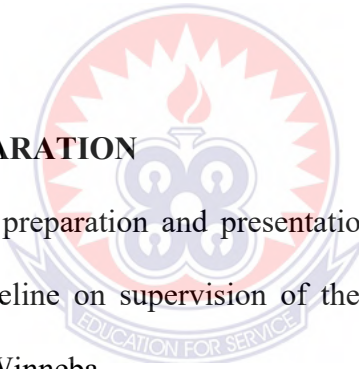 ARATION
preparation and presentatio
eline on supervision of the
EDUCATION FOR SERVICE
Winneba